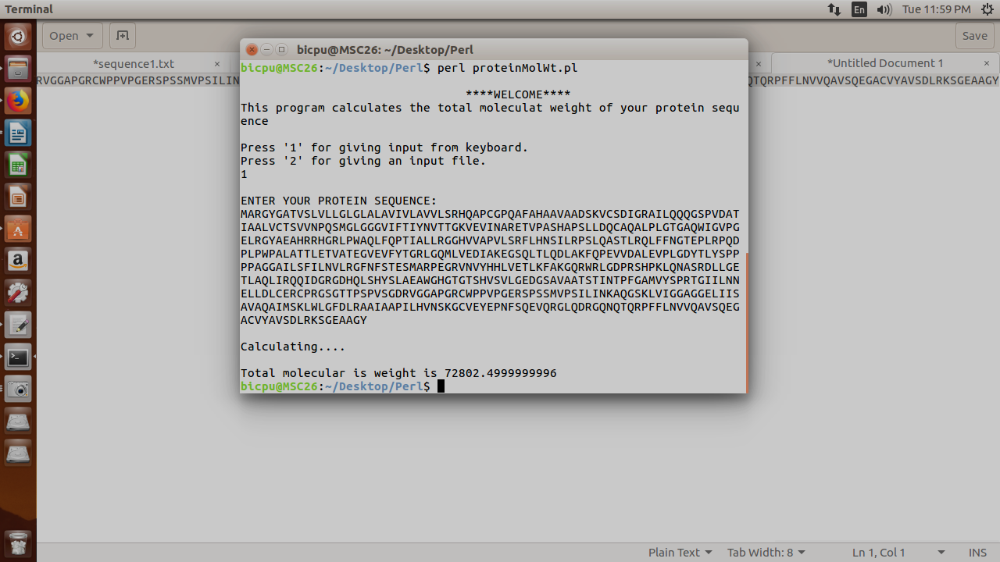 Terminal
En
Tue 11:59 PM
Open
Save
*sequence1.txt
×
×
*Untitled Document 1
×
bicpu@MSC26: ~/Desktop/Perl
RVGGAPGRCWPPVPGERSPSSMVPSILIN
QTQRPFFLNVVQAVSQEGACVYAVSDLRKSGEAAGY
bicpu@MSC26:~/Desktop/Perl$ perl proteinMolWt.pl
****WELCOME****
This program calculates the total moleculat weight of your protein sequ
ence
Press '1' for giving input from keyboard.
Press '2' for giving an input file.
1
ENTER YOUR PROTEIN SEQUENCE:
MARGYGATVSLVLLGLGLALAVIVLAVVLSRHQAPCGPQAFAHAAVAADSKVCSDIGRAILQQQGSPVDAT
IAALVCTSVVNPQSMGLGGGVIFTIYNVTTGKVEVINARETVPASHAPSLLDQCAQALPLGTGAQWIGVPG
ELRGYAEAHRRHGRLPWAQLFQPTIALLRGGHVVAPVLSRFLHNSILRPSLQASTLRQLFFNGTEPLRPQD
PLPWPALATTLETVATEGVEVFYTGRLGQMLVEDIAKEGSQLTLQDLAKFQPEVVDALEVPLGDYTLYSPP
PPAGGAILSFILNVLRGFNFSTESMARPEGRVNVYHHLVETLKFAKGQRWRLGDPRSHPKLQNASRDLLGE
TLAQLIRQQIDGRGDHQLSHYSLAEAWGHGTGTSHVSVLGEDGSAVAATSTINTPFGAMVYSPRTGIILNN
ELLDLCERCPRGSGTTPSPVSGDRVGGAPGRCWPPVPGERSPSSMVPSILINKAQGSKLVIGGAGGELIIS
AVAQAIMSKLWLGFDLRAAIAAPILHVNSKGCVEYEPNFSQEVQRGLQDRGQNQTQRPFFLNVVQAVSQEG
ACVYAVSDLRKSGEAAGY
Calculating....
Total molecular is weight is 72802.4999999996
bicpu@MSC26:~/Desktop/Perl$
Plain Text
Tab Width: 8
Ln 1, Col 1
INS